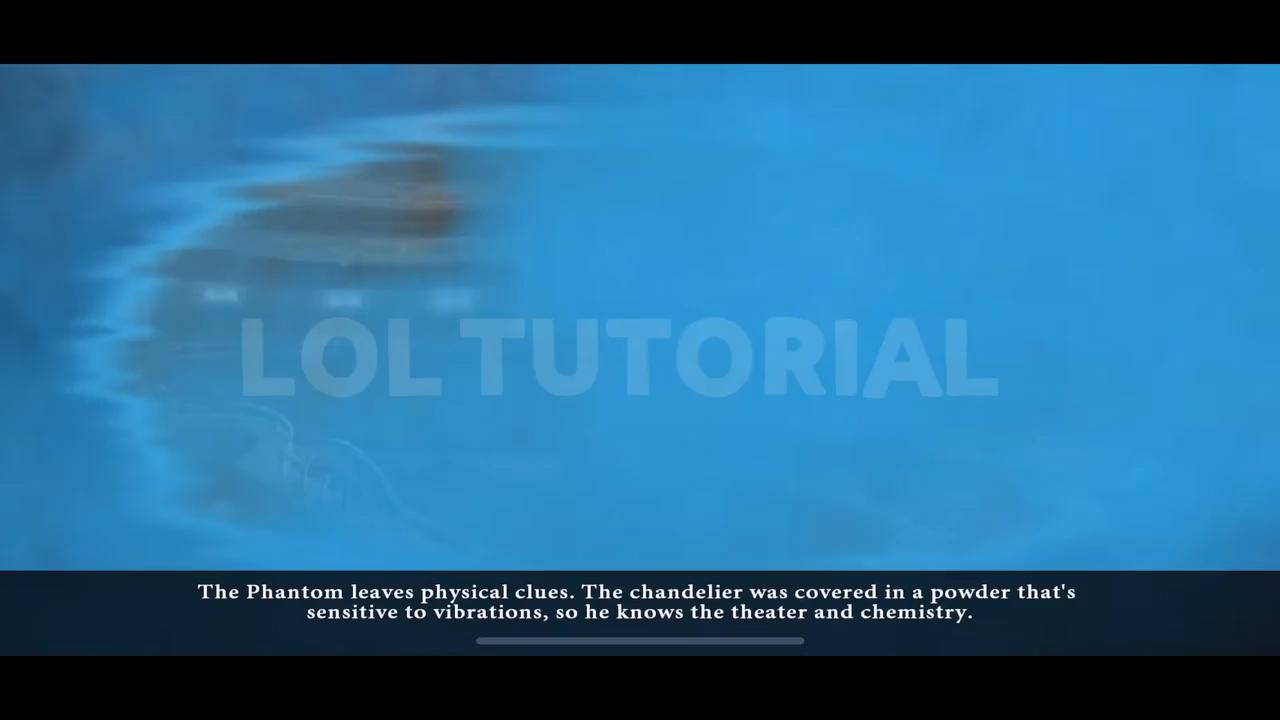 LOL TUTORIAL
The Phantom leaves physical clues. The chandelier was covered in a powder that's
sensitive to vibrations, so he knows the theater and chemistry.